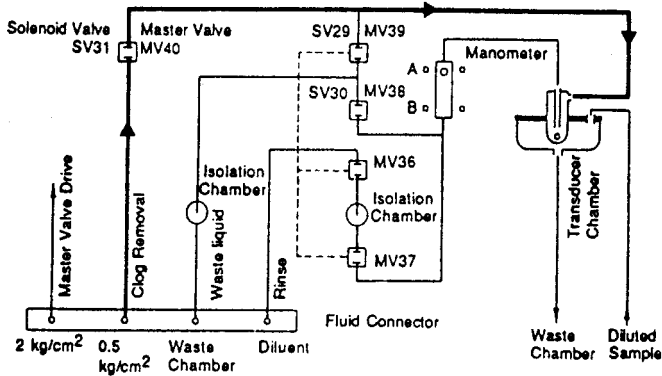 Solenoid Valve
SV31
Master Valve
MV40
SV29
MV39
SV30
MV38
A
B
Manometer
MV36
Isolation
Chamber
MV37
Isolation
Chamber
Master Valve Drive
Clog Removal
Waste liquid
Rinse
Transducer
Chamber
Fluid Connector
2 kg/cm2
0.5
kg/cm2
Waste
Chamber
Diluent
Waste
Chamber
Diluted
Sample